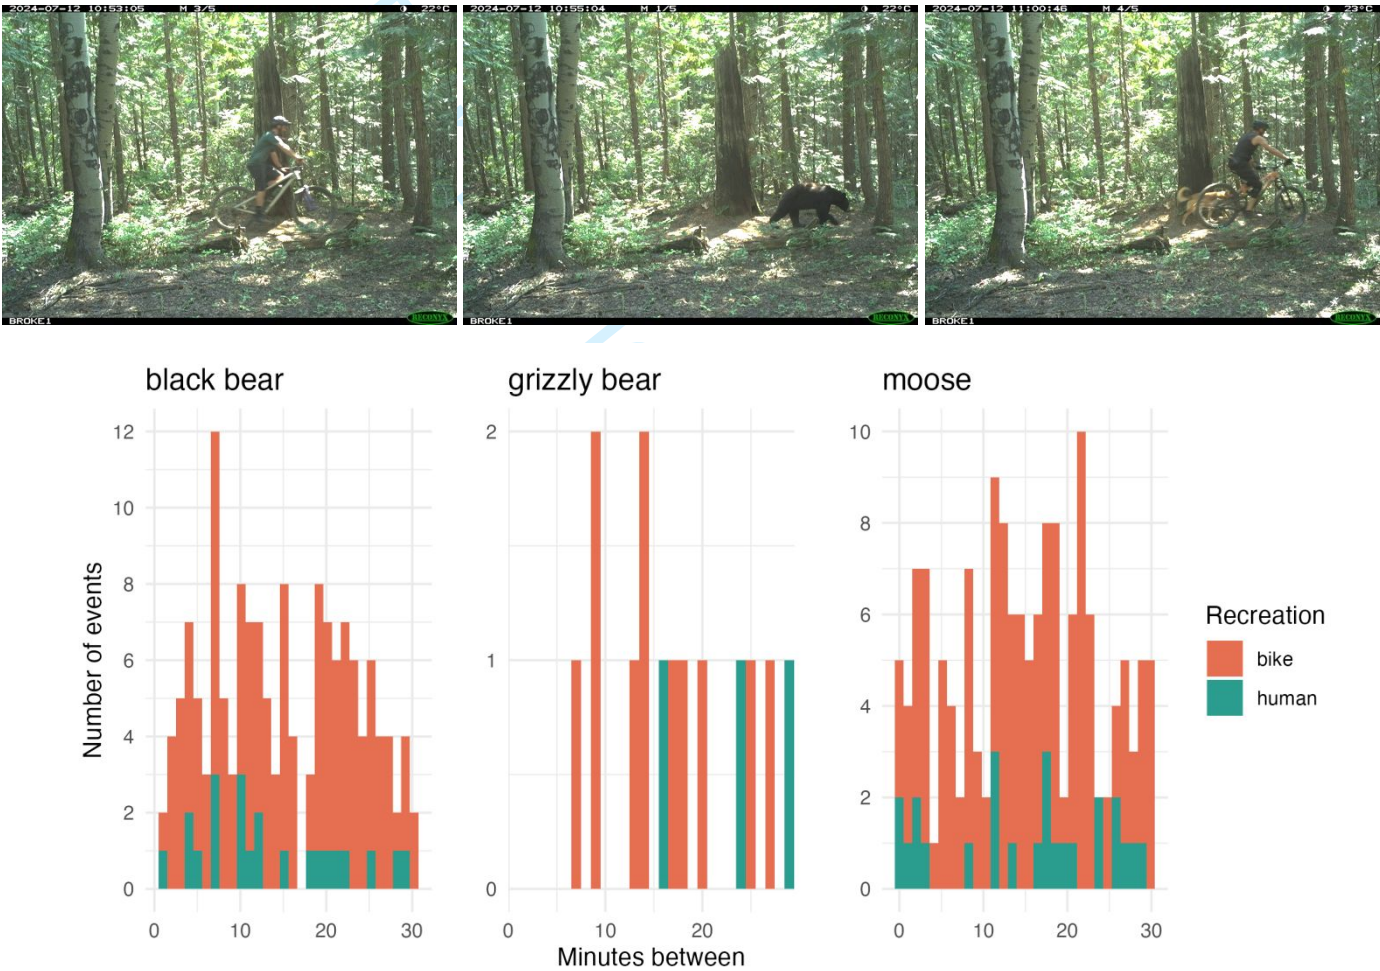 2024-07-12 10:53:05 M 3/5 22°C
2024-07-12 10:55:04 M 1/5 22°C
2024-07-12 11:00:46 M 4/5 23°C
BROKE1 RECONYX
BROKE1 RECONYX
BROKE1 RECONYX
black bear
grizzly bear
moose
Number of events
12
10
8
6
4
2
0
0 10 20 30
2
1
0
0 10 20
10
8
6
4
2
0
0 10 20 30
Minutes between
Recreation
bike
human